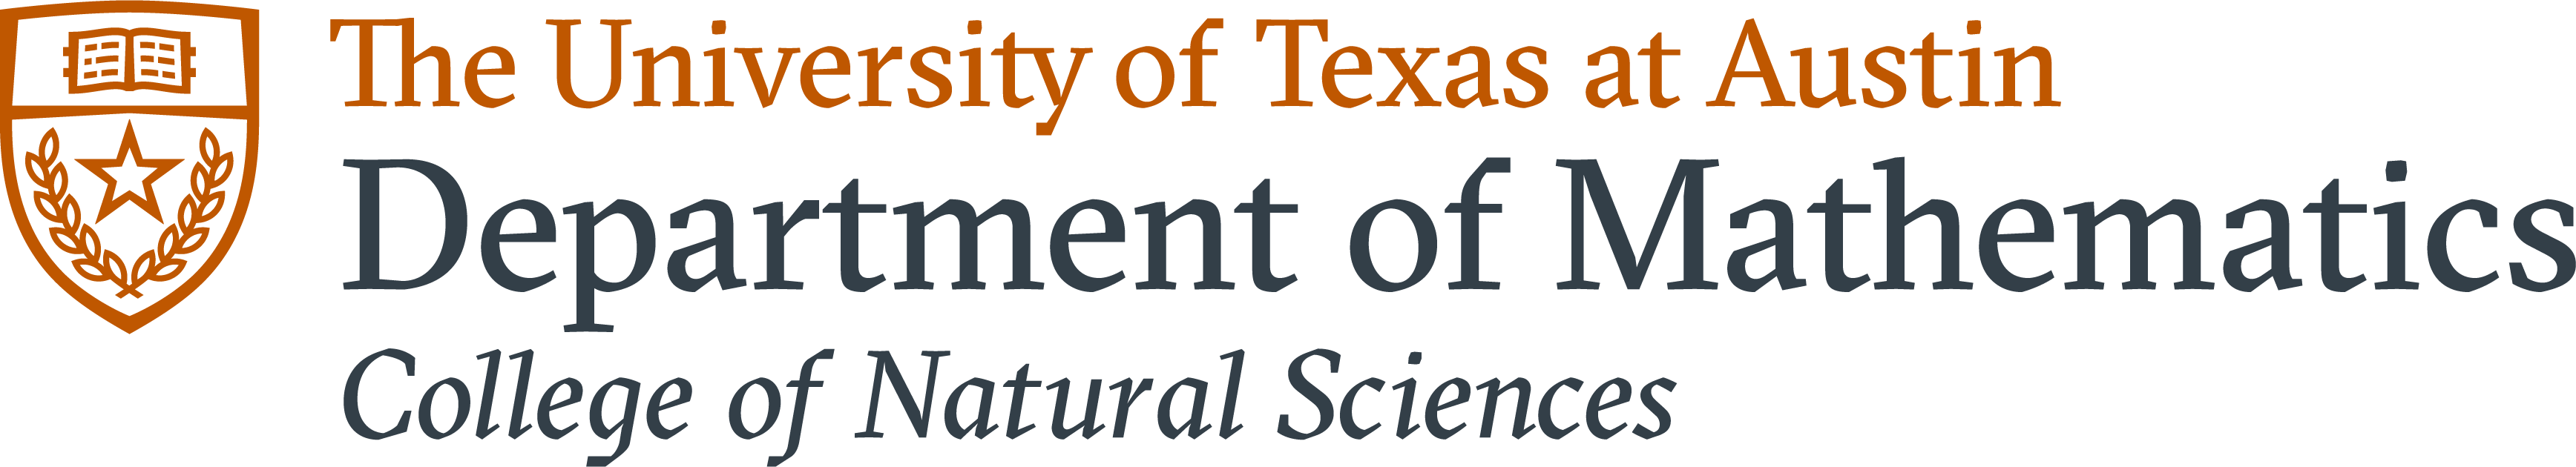 The University of Texas at Austin
Department of Mathematics
College of Natural Sciences